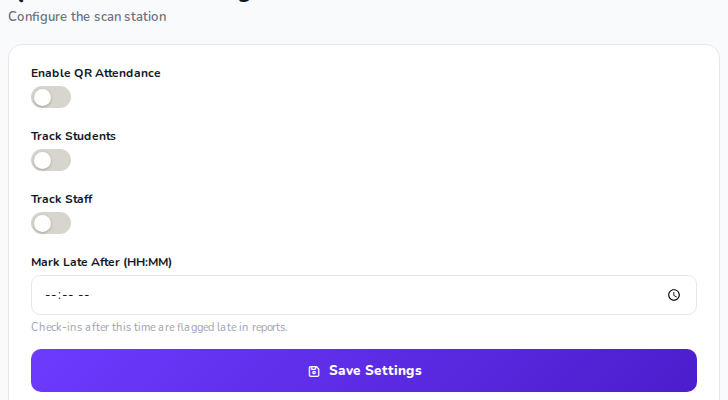 Configure the scan station
Enable QR Attendance
Track Students
Track Staff
Mark Late After (HH:MM)
--:-- --
Check-ins after this time are flagged late in reports.
Save Settings